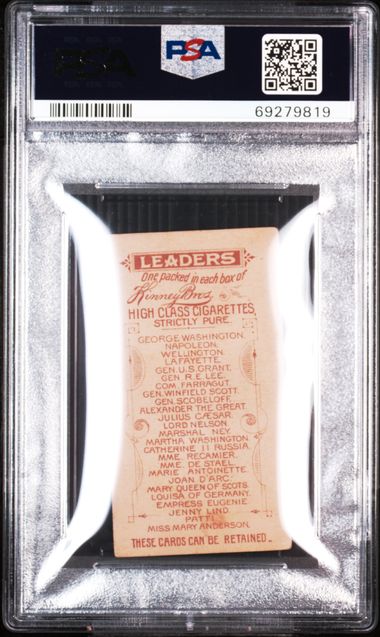 PSA
PSA
69279819
LEADERS
One packed in each box of
Kinney Bros
HIGH CLASS CIGARETTES,
STRICTLY PURE.
GEORGE WASHINGTON.
NAPOLEON.
WELLINGTON.
LAFAYETTE.
GEN. U.S. GRANT.
GEN. R.E. LEE.
COM. FARRAGUT.
GEN. WINFIELD SCOTT.
GEN. SCOBELOFF.
ALEXANDER THE GREAT.
JULIUS CÆSAR.
LORD NELSON.
MARSHAL NEY.
MARTHA WASHINGTON.
CATHERINE II RUSSIA.
MME. RECAMIER.
MME. DE STAEL.
MARIE ANTOINETTE.
JOAN D'ARC.
MARY QUEEN OF SCOTS.
LOUISA OF GERMANY.
EMPRESS EUGENIE
JENNY LIND.
PATTI.
MISS MARY ANDERSON.
THESE CARDS CAN BE RETAINED.